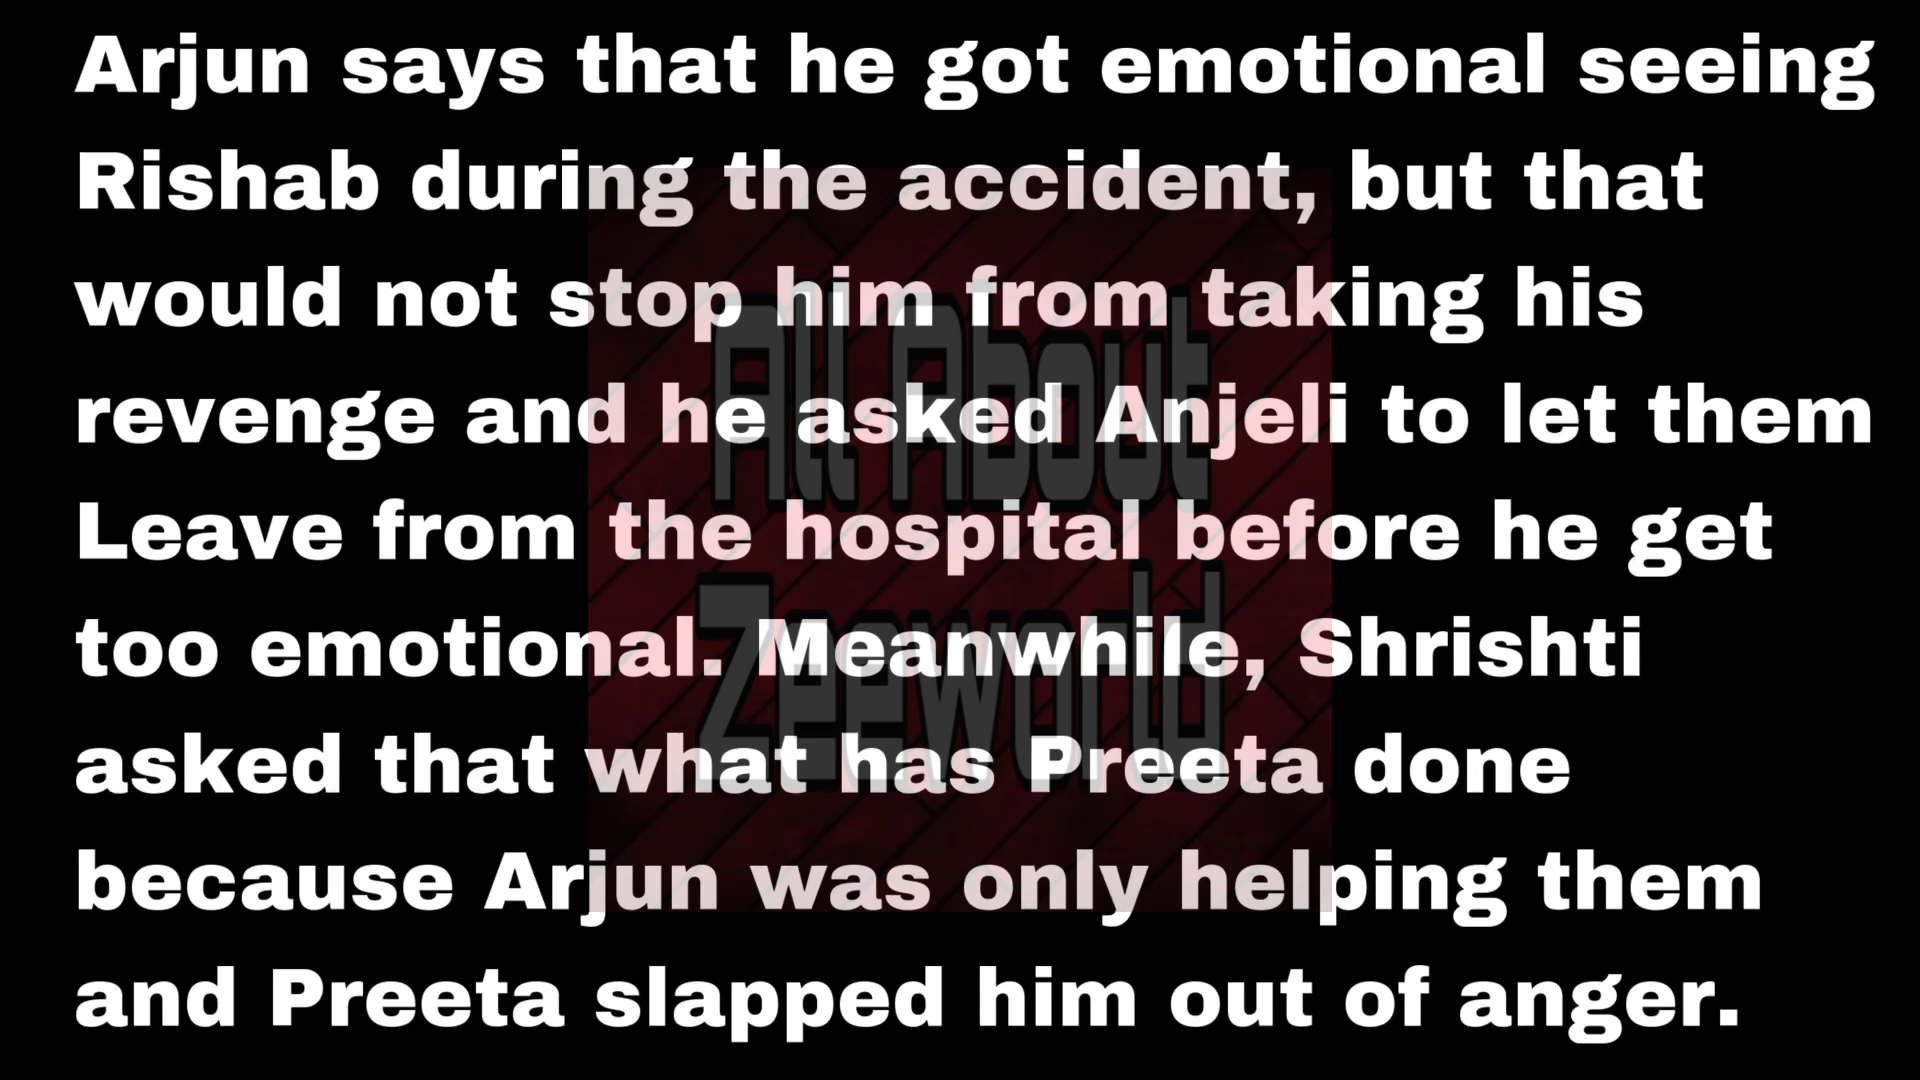 Arjun says that he got emotional seeing
Rishab during the accident, but that
would not stop him from taking his
revenge and he asked Anjeli to let them
Leave from the hospital before he get
too emotional. Meanwhile, Shrishti
asked that what has Preeta done
because Arjun was only helping them
and Preeta slapped him out of anger.
All About
Zeeworld